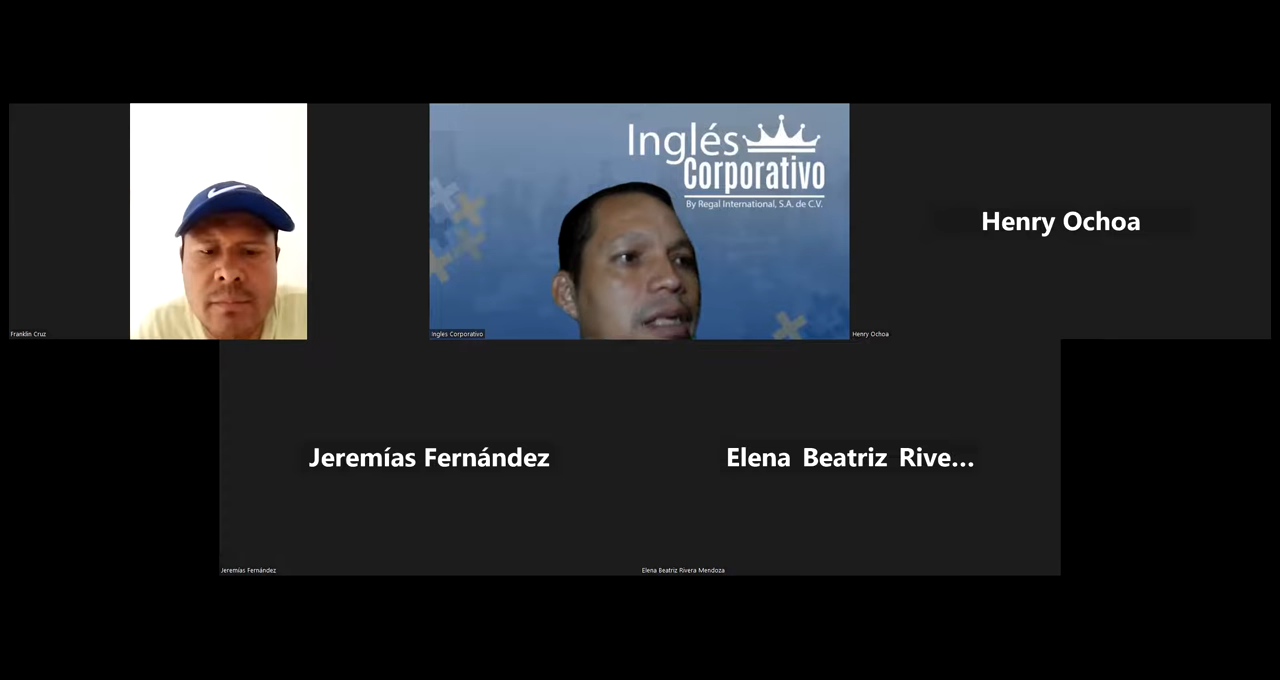 Inglés
Corporativo
By Regal International, S.A. de C.V.
Henry Ochoa
Franklin Cruz
Ingles Corporativo
Henry Ochoa
Jeremías Fernández
Elena Beatriz Rive...
Jeremías Fernández
Elena Beatriz Rivera Mendoza